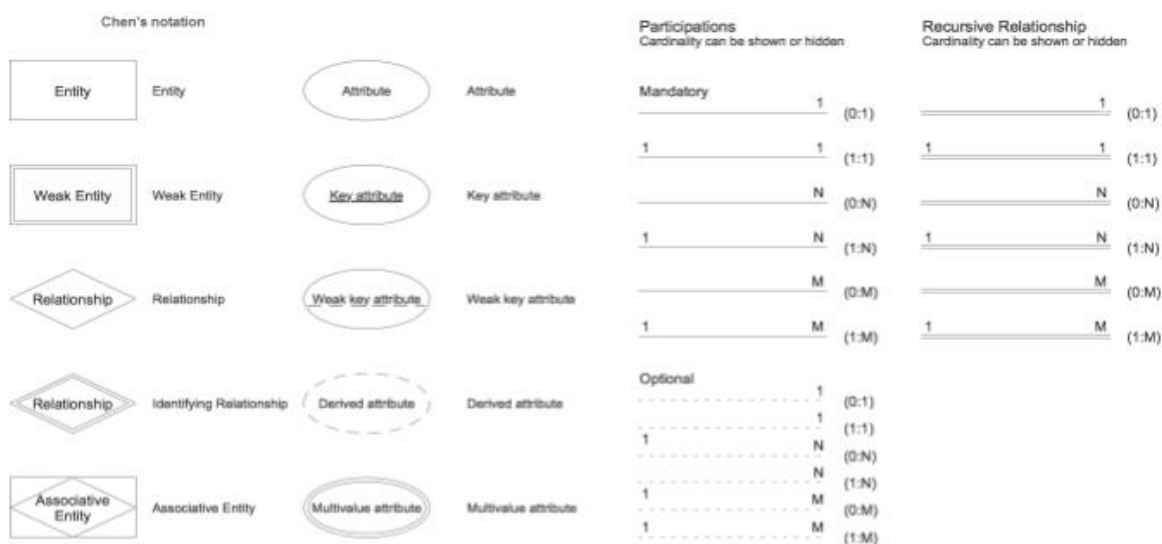 Chen's notation
Entity
Entity
Attribute
Attribute
Weak Entity
Weak Entity
Key attribute
Key attribute
Relationship
Relationship
Weak key attribute
Weak key attribute
Relationship
Identifying Relationship
Derived attribute
Derived attribute
Associative
Entity
Associative Entity
Multivalue attribute
Multivalue attribute
Participations
Cardinality can be shown or hidden
Mandatory
1 (0:1)
1 1 (1:1)
N (0:N)
1 N (1:N)
M (0:M)
1 M (1:M)
Optional
1 (0:1)
1 (1:1)
1 N (0:N)
N (1:N)
1 M (0:M)
1 M (1:M)
Recursive Relationship
Cardinality can be shown or hidden
1 (0:1)
1 1 (1:1)
N (0:N)
1 N (1:N)
M (0:M)
1 M (1:M)